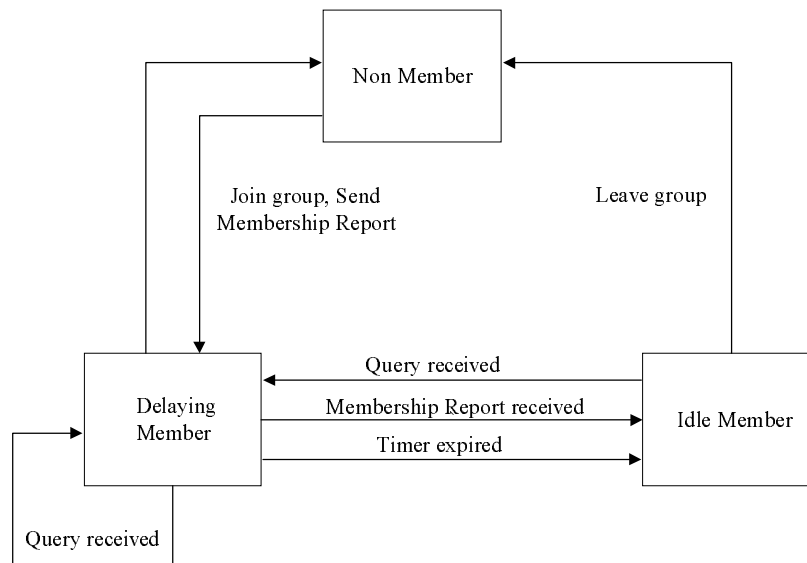 Non Member
Join group, Send
Membership Report
Leave group
Query received
Delaying
Member
Membership Report received
Idle Member
Timer expired
Query received